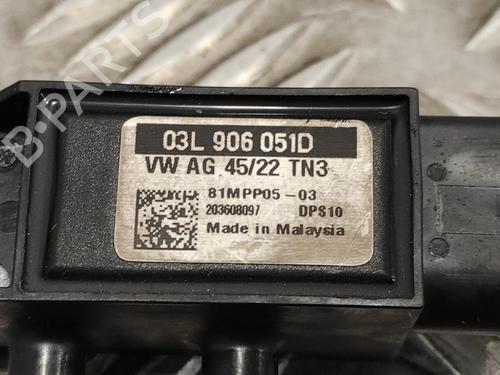 B-PARTS
03L 906 051D
VW AG 45/22 TN3
81MPP05-03
203608097 DPS10
Made in Malaysia